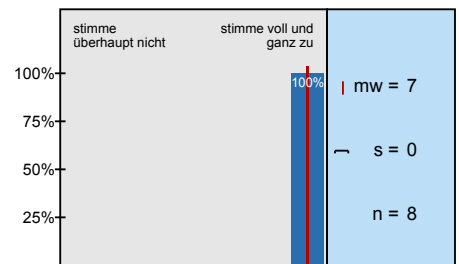 stimme
überhaupt nicht
stimme voll und
ganz zu
100%
75%
50%
25%
100%
mw = 7
s = 0
n = 8